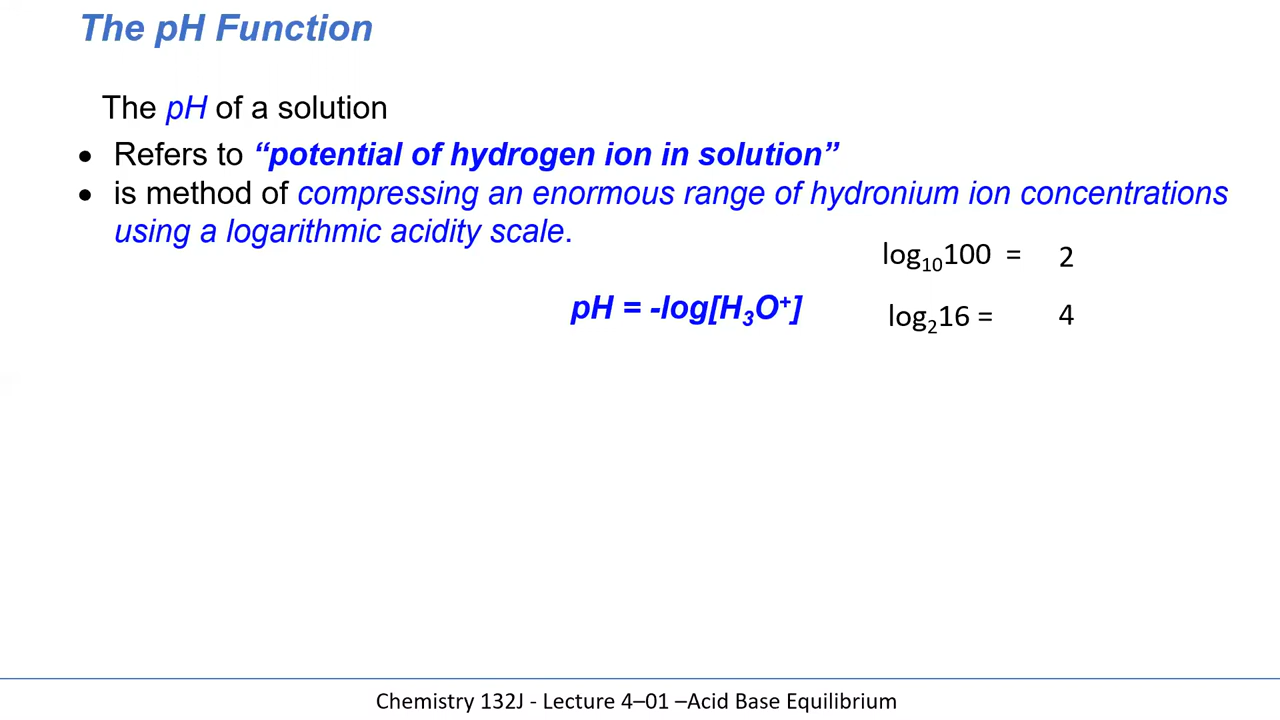 The pH Function
The pH of a solution
• Refers to “potential of hydrogen ion in solution”
• is method of compressing an enormous range of hydronium ion concentrations
using a logarithmic acidity scale.
log₁₀100 = 2
pH = -log[H₃O⁺]
log₂16 = 4
Chemistry 132J - Lecture 4–01 –Acid Base Equilibrium